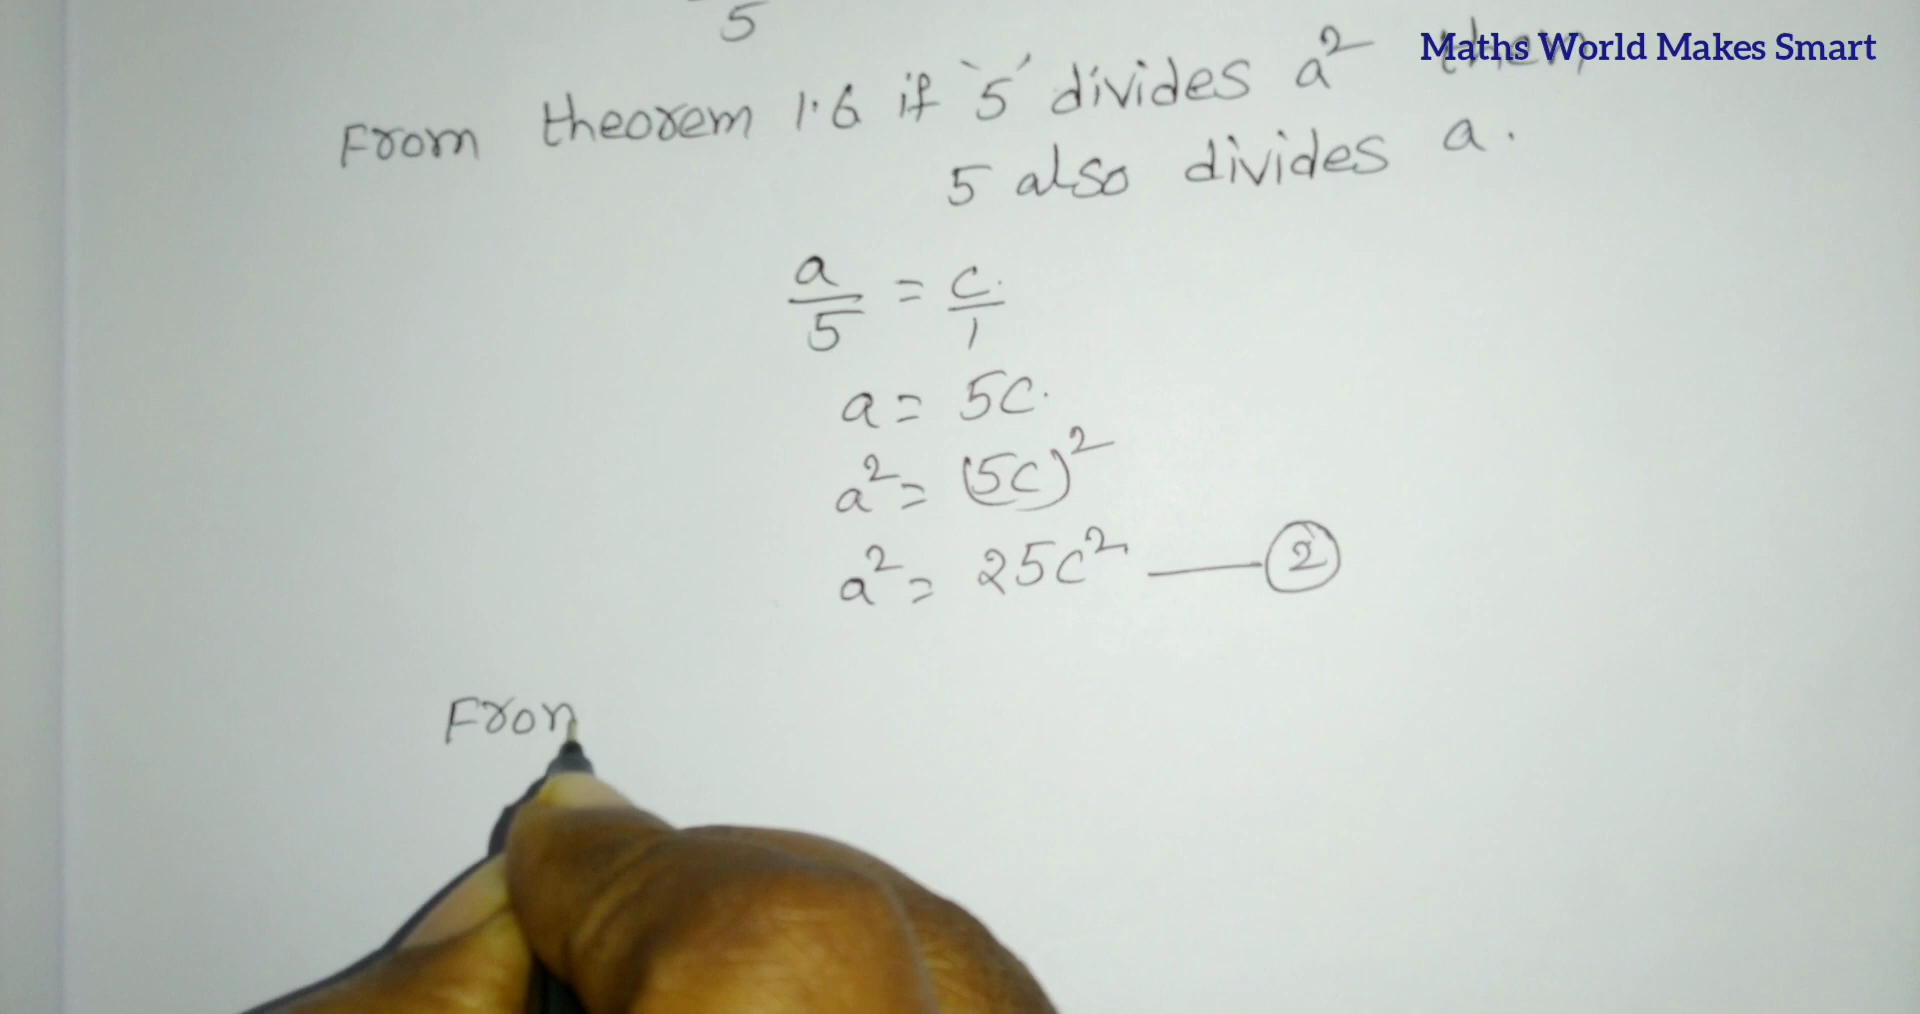 5
Maths World Makes Smart
From theorem 1.6 if `5´ divides a² then
5 also divides a.
a/5 = c/1
a = 5c.
a² = (5c)²
a² = 25c² —— ②
From